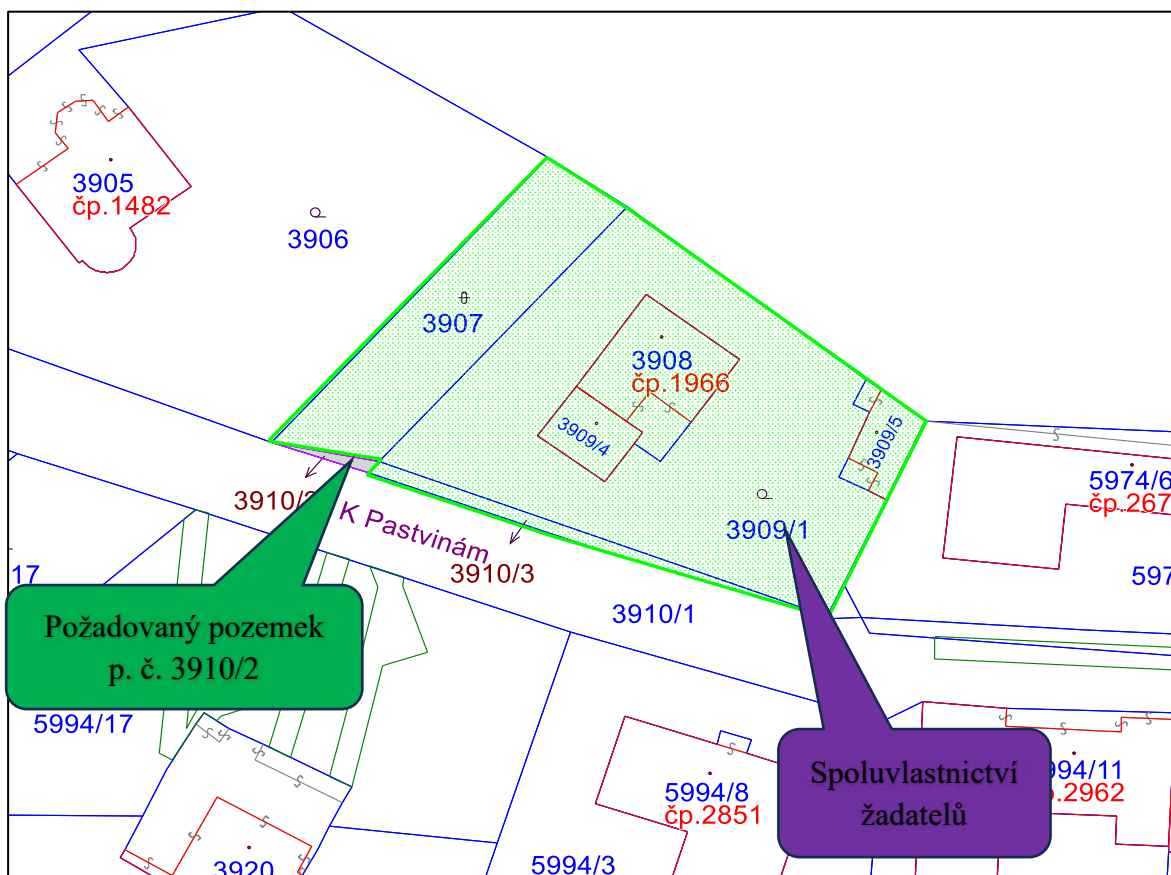 3905
čp.1482
3906
3907
3908
čp.1966
3909/4
3909/5
5974/6
čp.267
3909/1
3910/2
K Pastvinám
3910/3
17
597
3910/1
Požadovaný pozemek
p. č. 3910/2
5994/17
Spoluvlastnictví
žadatelů
5994/8
čp.2851
994/11
.2962
3920
5994/3